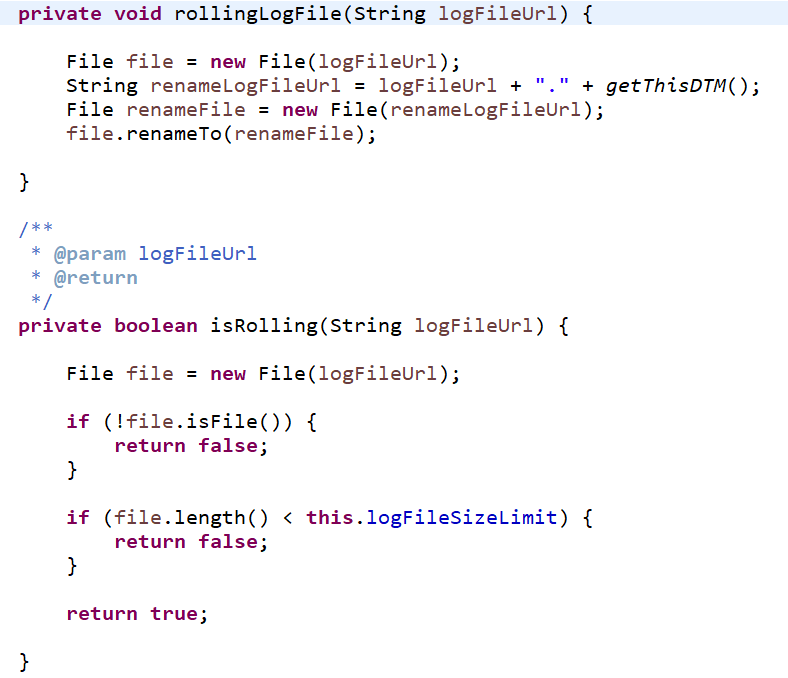 private void rollingLogFile(String logFileUrl) {
File file = new File(logFileUrl);
String renameLogFileUrl = logFileUrl + "." + getThisDTM();
File renameFile = new File(renameLogFileUrl);
file.renameTo(renameFile);
}
/**
* @param logFileUrl
* @return
*/
private boolean isRolling(String logFileUrl) {
File file = new File(logFileUrl);
if (!file.isFile()) {
return false;
}
if (file.length() < this.logFileSizeLimit) {
return false;
}
return true;
}